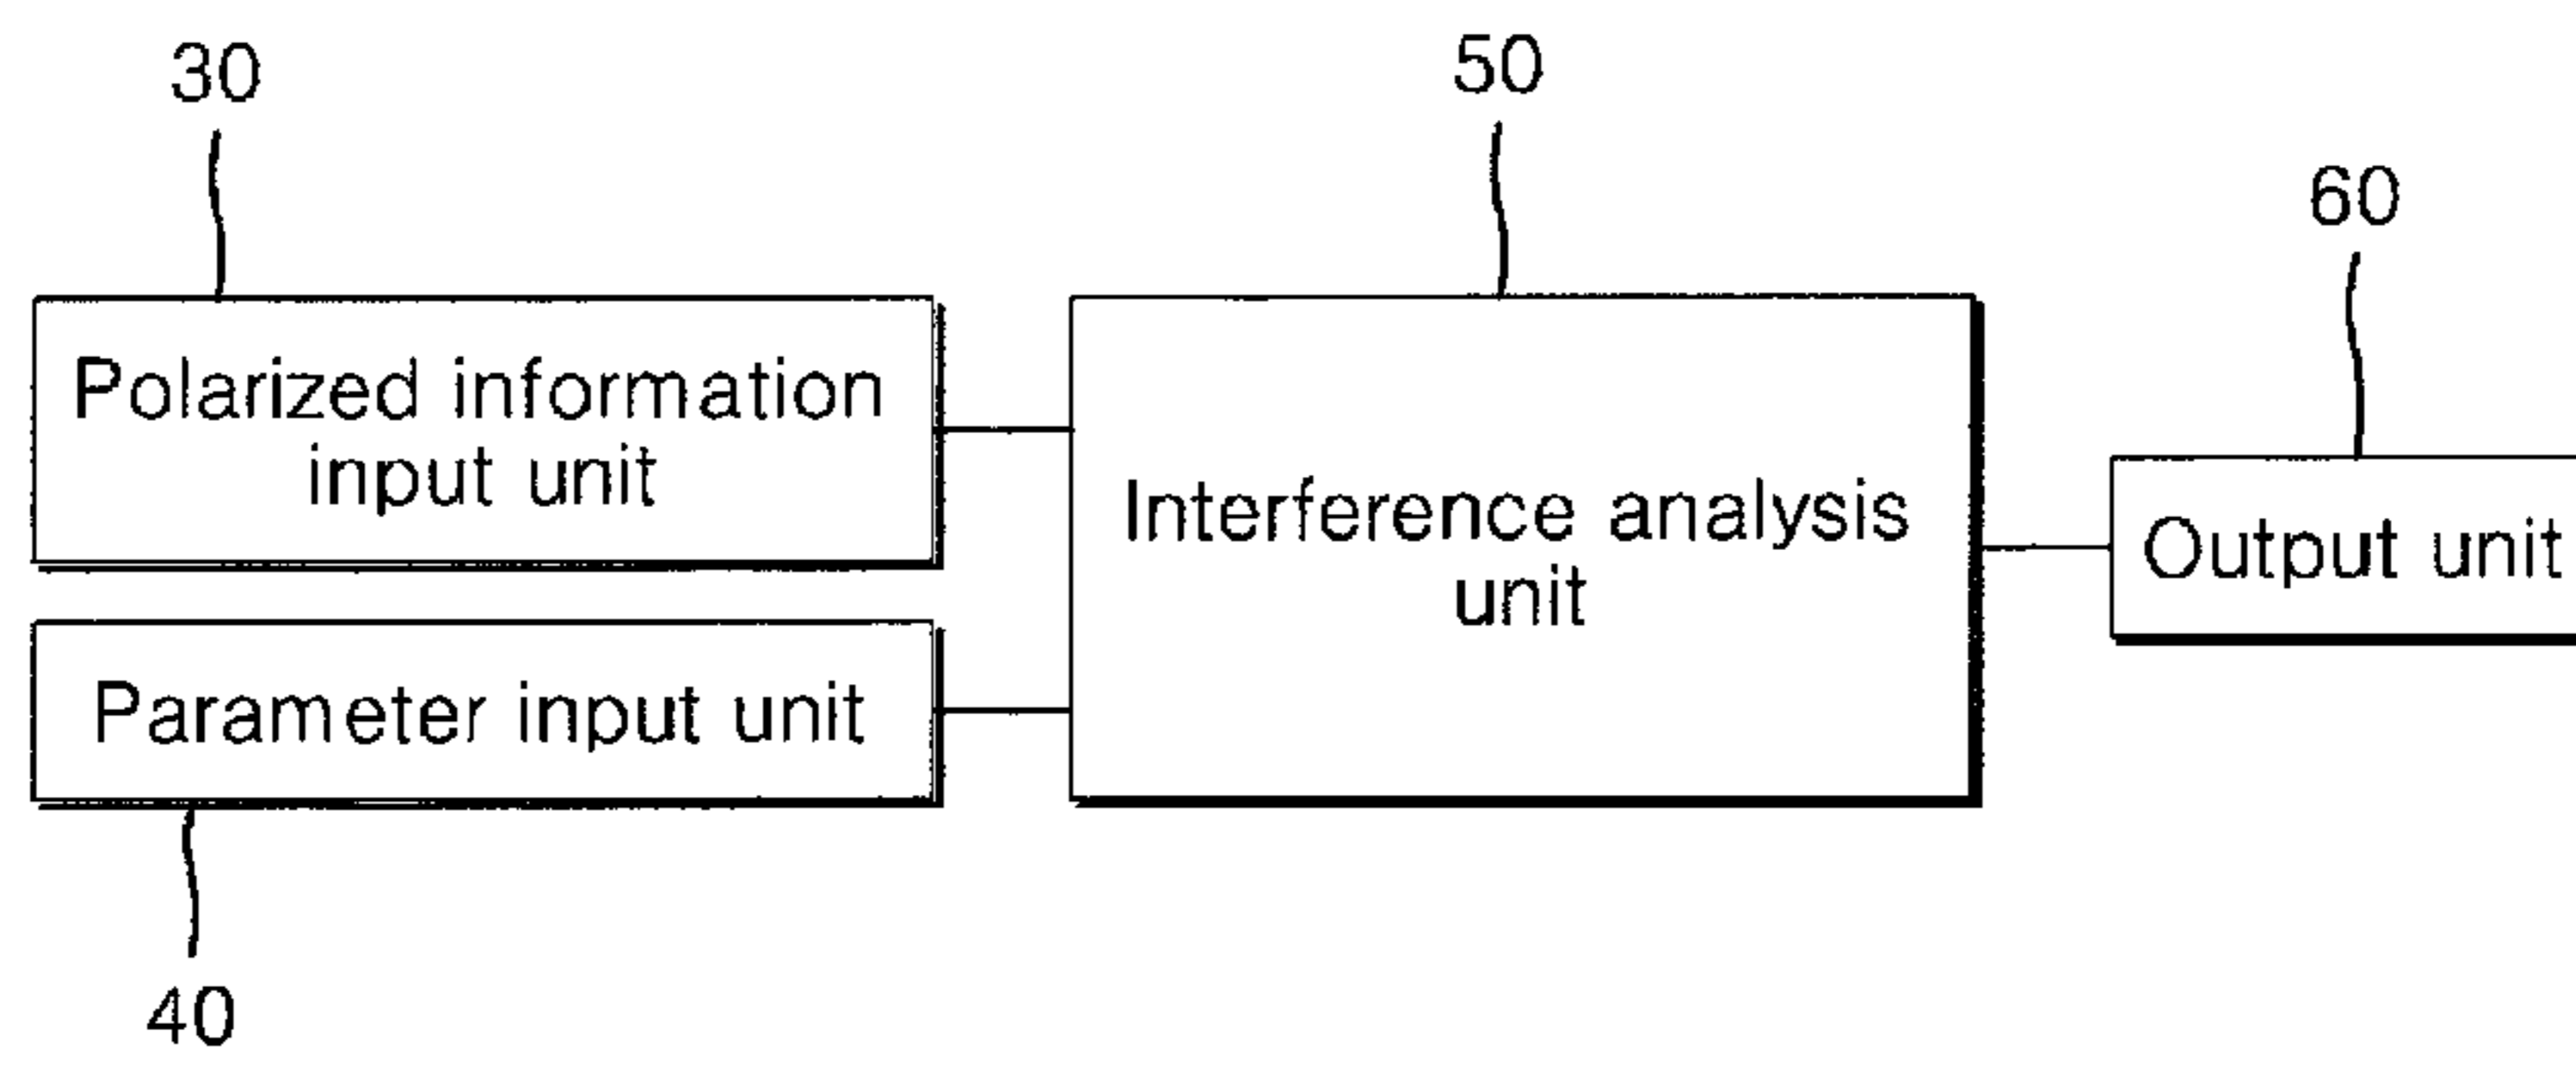 30
50
60
Polarized information
input unit
Interference analysis
unit
Output unit
Parameter input unit
40